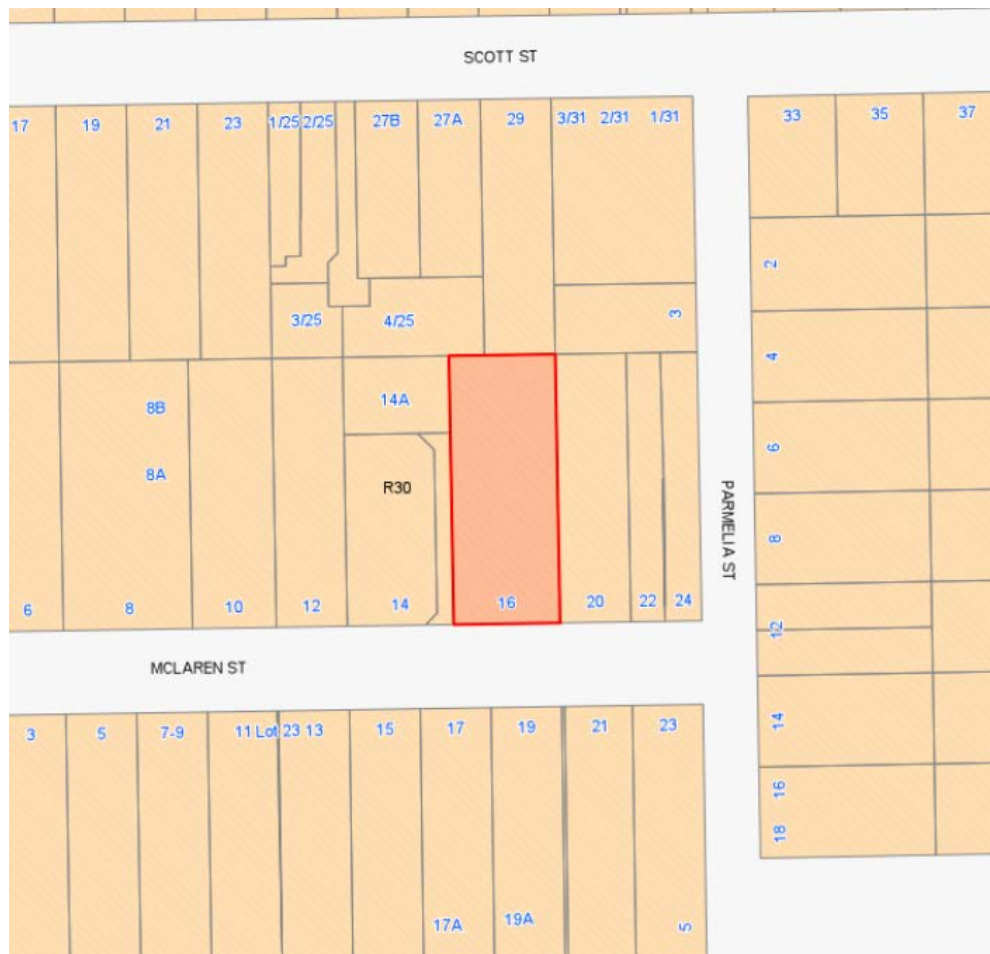 SCOTT ST
17 19 21 23 1/25 2/25 27B 27A 29 3/31 2/31 1/31 33 35 37
2
3/25 4/25 3
4
14A
8B
6
8A
R30
PARMELIA ST
8
6 8 10 12 14 16 20 22 24
12
MCLAREN ST
3 5 7-9 11 Lot 23 13 15 17 19 21 23
14
16
18
17A 19A 5